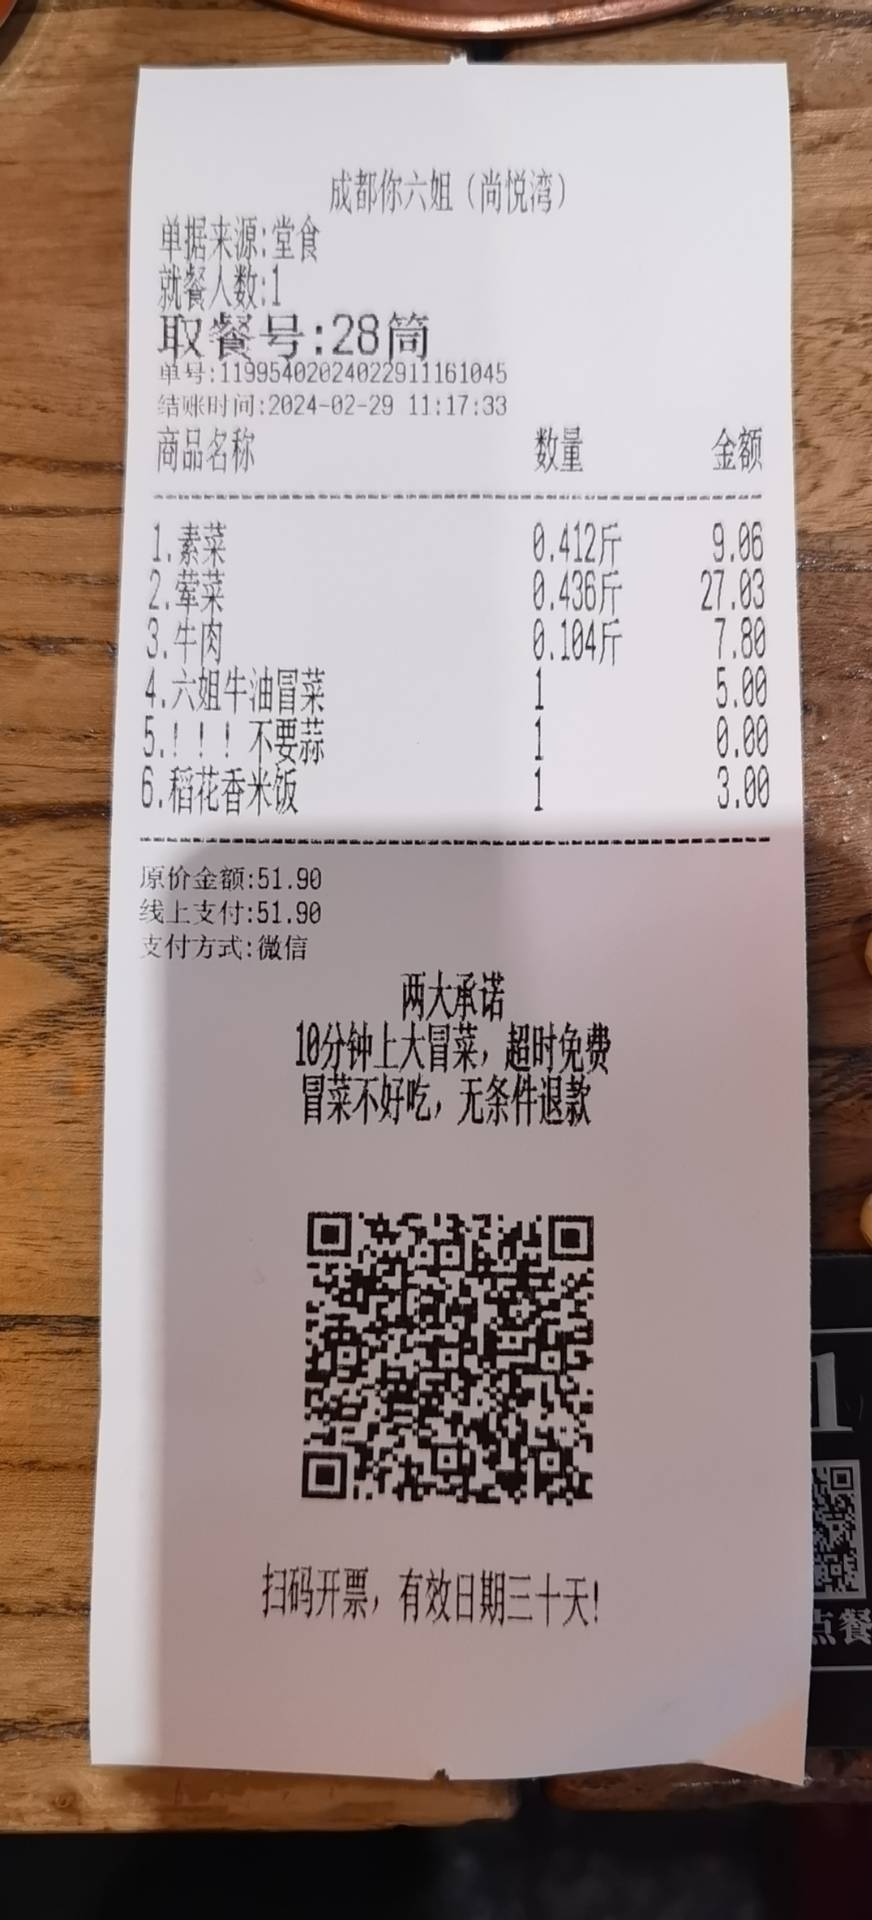 成都你六姐（尚悦湾）
单据来源:堂食
就餐人数:1
取餐号:28筒
单号:11995402024022911161045
结账时间:2024-02-29 11:17:33
商品名称 数量 金额
1.素菜 0.412斤 9.06
2.荤菜 0.436斤 27.03
3.牛肉 0.104斤 7.80
4.六姐牛油冒菜 1 5.00
5.！！！不要蒜 1 0.00
6.稻花香米饭 1 3.00
原价金额:51.90
线上支付:51.90
支付方式:微信
两大承诺
10分钟上大冒菜，超时免费
冒菜不好吃，无条件退款
扫码开票，有效日期三十天!
1
点餐